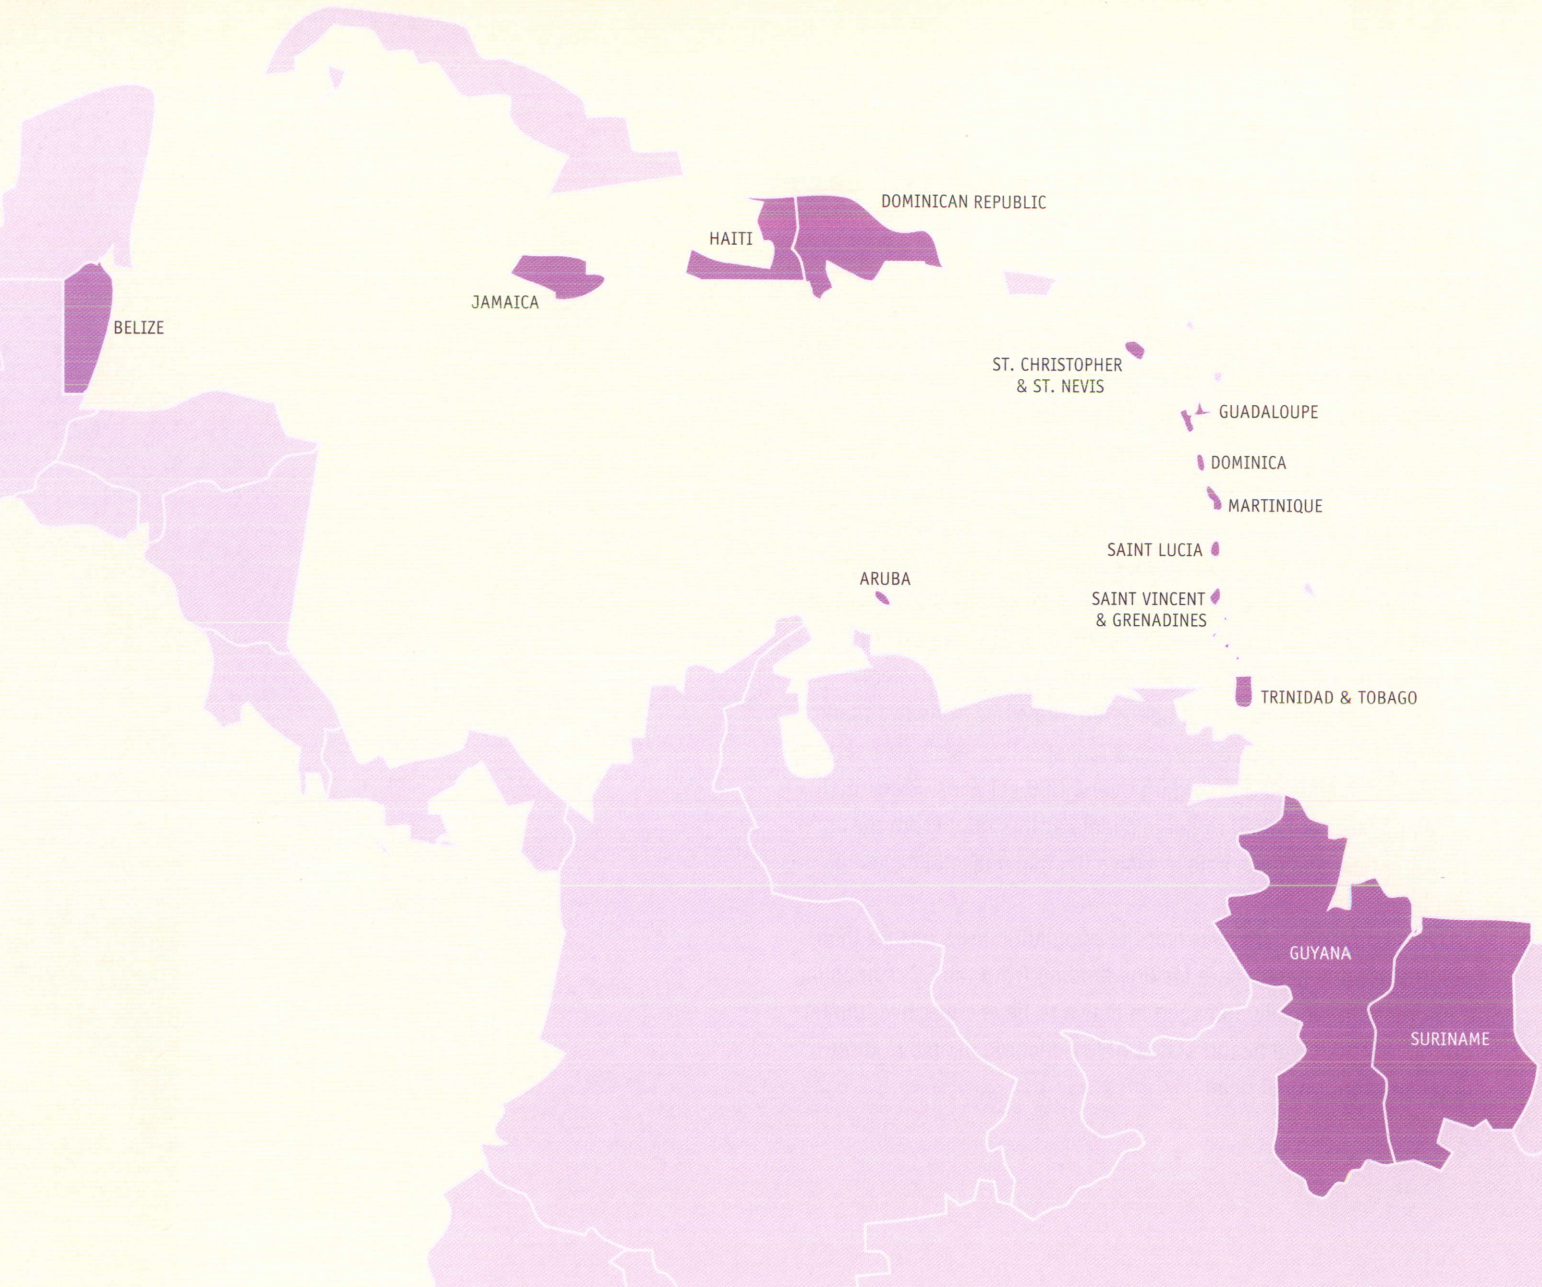 DOMINICAN REPUBLIC
HAITI
JAMAICA
BELIZE
ST. CHRISTOPHER
& ST. NEVIS
GUADALOUPE
DOMINICA
MARTINIQUE
SAINT LUCIA
ARUBA
SAINT VINCENT
& GRENADINES
TRINIDAD & TOBAGO
GUYANA
SURINAME